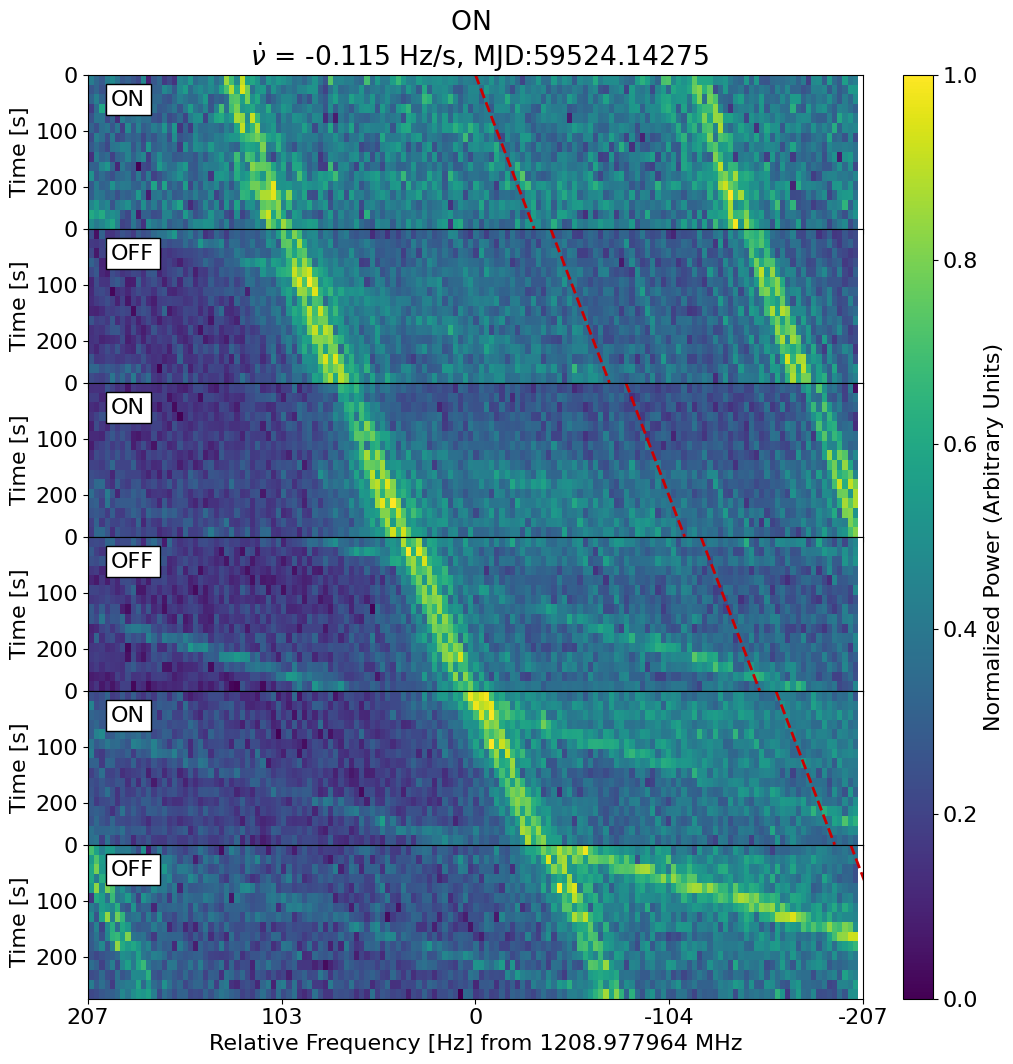 ON
ν̇ = -0.115 Hz/s, MJD:59524.14275
0
100
200
Time [s]
ON
0
100
200
Time [s]
OFF
0
100
200
Time [s]
ON
0
100
200
Time [s]
OFF
0
100
200
Time [s]
ON
0
100
200
Time [s]
OFF
207
103
0
-104
-207
Relative Frequency [Hz] from 1208.977964 MHz
1.0
0.8
0.6
0.4
0.2
0.0
Normalized Power (Arbitrary Units)